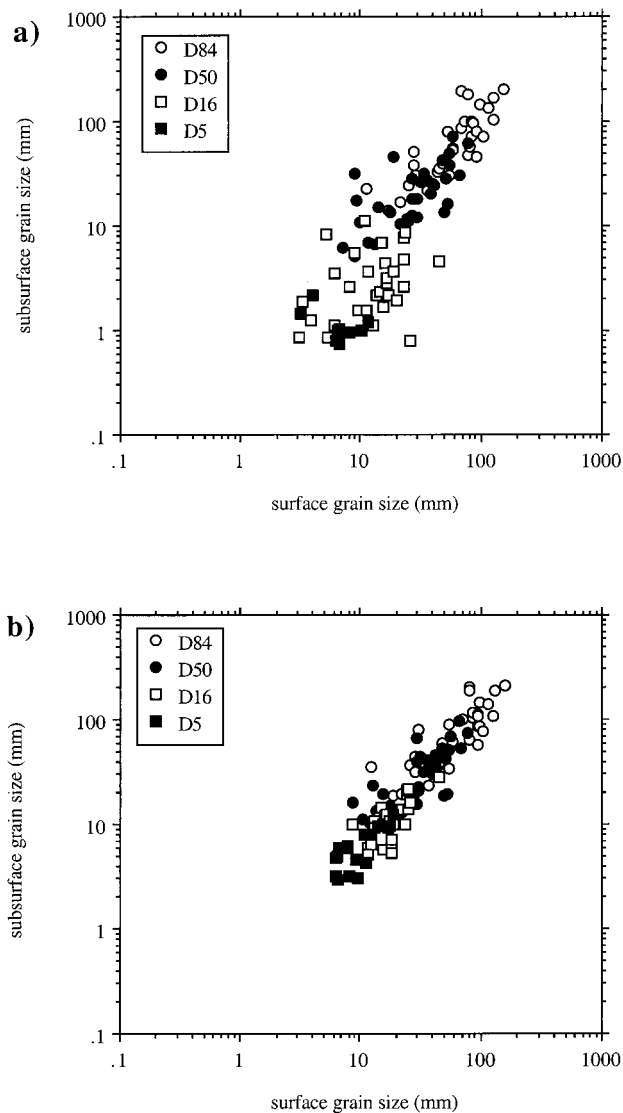 a)
1000
100
10
1
.1
D84
D50
D16
D5
subsurface grain size (mm)
.1
1
10
100
1000
surface grain size (mm)
b)
1000
100
10
1
.1
D84
D50
D16
D5
subsurface grain size (mm)
.1
1
10
100
1000
surface grain size (mm)